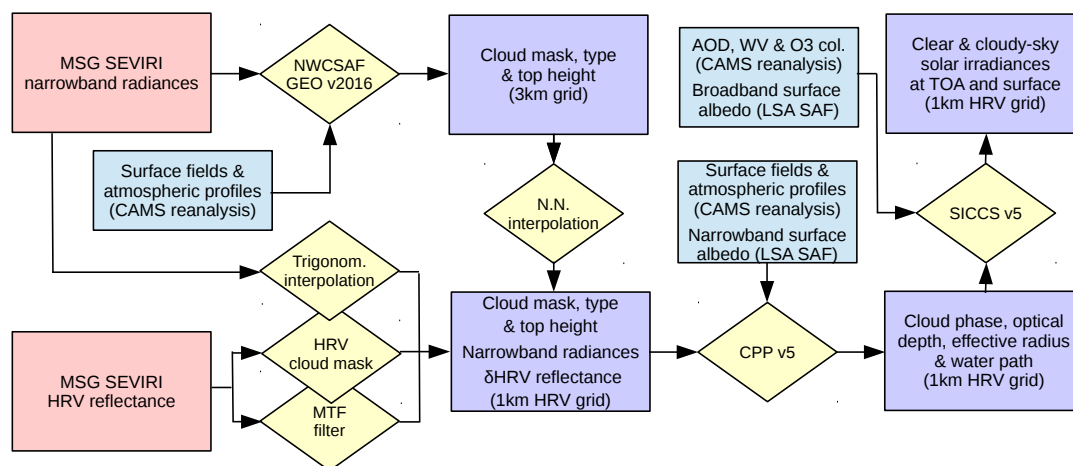 MSG SEVIRI
narrowband radiances
NWCSAF
GEO v2016
Cloud mask, type
& top height
(3km grid)
AOD, WV & O3 col.
(CAMS reanalysis)
Broadband surface
albedo (LSA SAF)
Clear & cloudy-sky
solar irradiances
at TOA and surface
(1km HRV grid)
Surface fields &
atmospheric profiles
(CAMS reanalysis)
N.N.
interpolation
Surface fields &
atmospheric profiles
(CAMS reanalysis)
Narrowband surface
albedo (LSA SAF)
SICCS v5
Trigonom.
interpolation
MSG SEVIRI
HRV reflectance
HRV
cloud mask
MTF
filter
Cloud mask, type
& top height
Narrowband radiances
δHRV reflectance
(1km HRV grid)
CPP v5
Cloud phase, optical
depth, effective radius
& water path
(1km HRV grid)